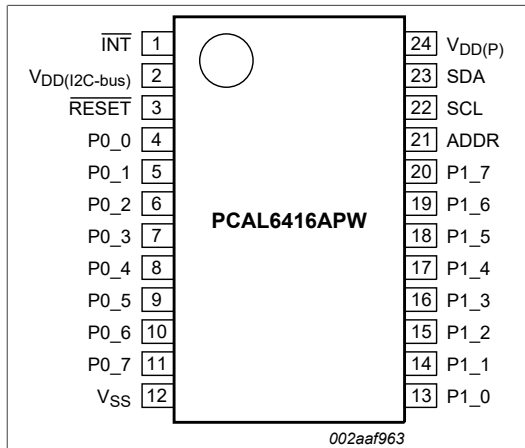 INT 1 24 VDD(P)
VDD(I2C-bus) 2 23 SDA
RESET 3 22 SCL
P0_0 4 21 ADDR
P0_1 5 20 P1_7
P0_2 6 19 P1_6
PCAL6416APW
P0_3 7 18 P1_5
P0_4 8 17 P1_4
P0_5 9 16 P1_3
P0_6 10 15 P1_2
P0_7 11 14 P1_1
VSS 12 13 P1_0
002aaf963